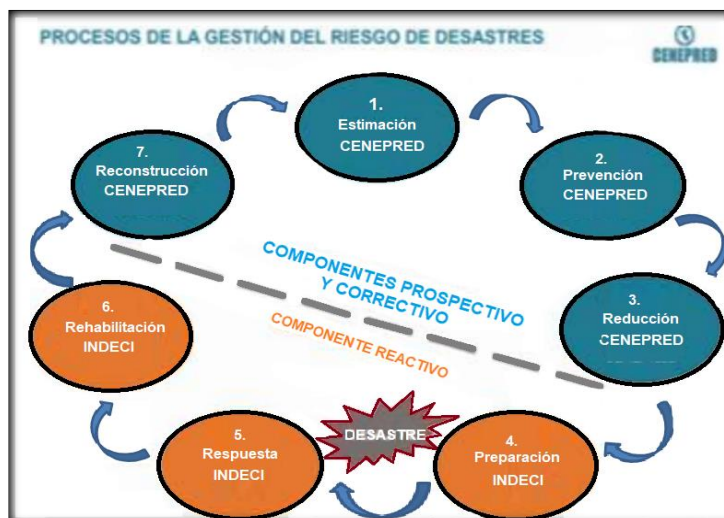 PROCESOS DE LA GESTIÓN DEL RIESGO DE DESASTRES
CENEPRED
1.
Estimación
CENEPRED
2.
Prevención
CENEPRED
3.
Reducción
CENEPRED
4.
Preparación
INDECI
DESASTRE
5.
Respuesta
INDECI
6.
Rehabilitación
INDECI
7.
Reconstrucción
CENEPRED
COMPONENTES PROSPECTIVO
Y CORRECTIVO
COMPONENTE REACTIVO